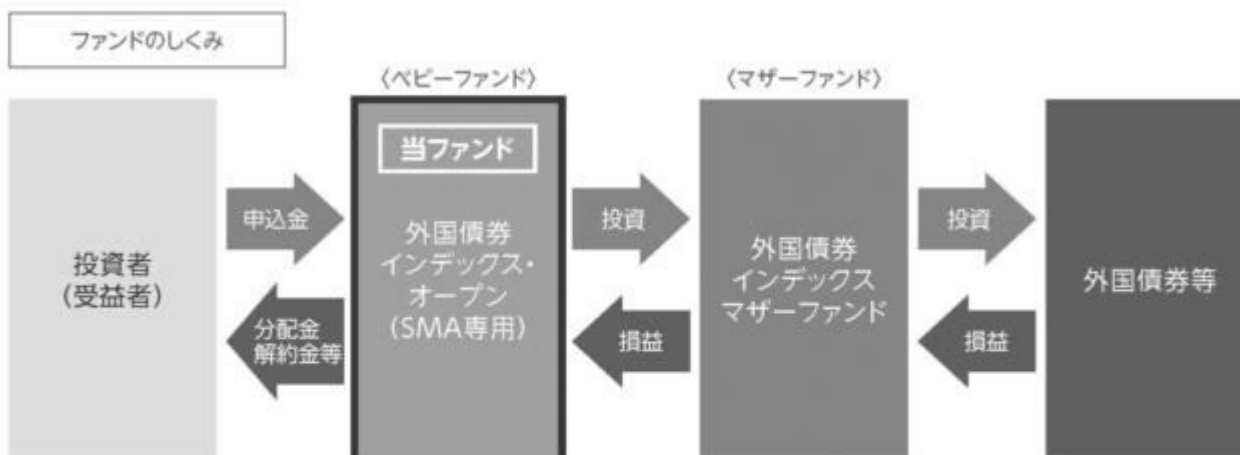 ファンドのしくみ
〈ベビーファンド〉
〈マザーファンド〉
投資者
（受益者）
申込金
分配金
解約金等
当ファンド
外国債券
インデックス・
オープン
（SMA専用）
投資
損益
外国債券
インデックス
マザーファンド
投資
損益
外国債券等